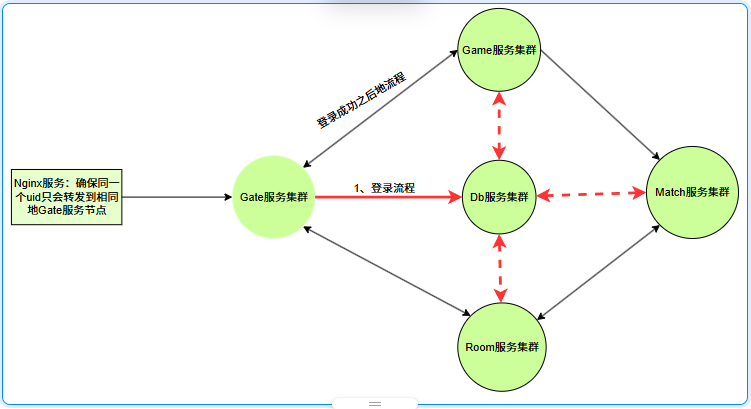 Game服务集群
登录成功之后地流程
Nginx服务：确保同一
个uid只会转发到相同
地Gate服务节点
Gate服务集群
1、登录流程
Db服务集群
Match服务集群
Room服务集群